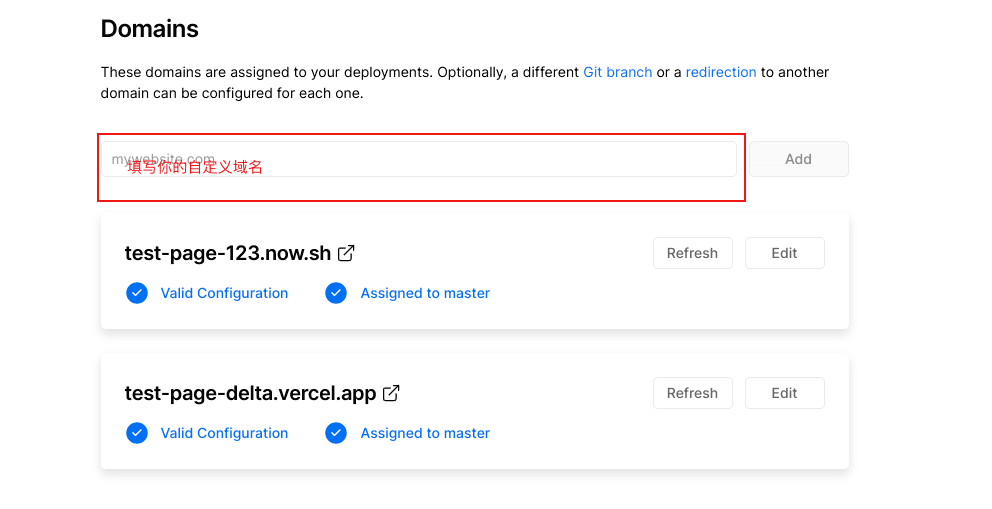 Domains
These domains are assigned to your deployments. Optionally, a different Git branch or a redirection to another
domain can be configured for each one.
mywebsite.com
填写你的自定义域名
Add
test-page-123.now.sh
Refresh
Edit
Valid Configuration
Assigned to master
test-page-delta.vercel.app
Refresh
Edit
Valid Configuration
Assigned to master